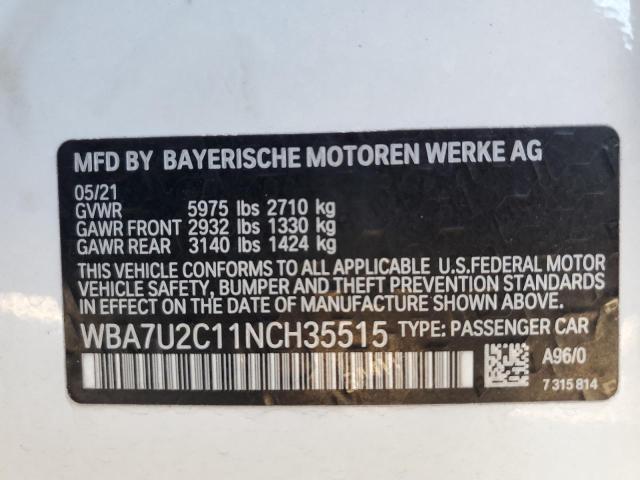 MFD BY BAYERISCHE MOTOREN WERKE AG
05/21
GVWR 5975 lbs 2710 kg
GAWR FRONT 2932 lbs 1330 kg
GAWR REAR 3140 lbs 1424 kg
THIS VEHICLE CONFORMS TO ALL APPLICABLE U.S.FEDERAL MOTOR
VEHICLE SAFETY, BUMPER AND THEFT PREVENTION STANDARDS
IN EFFECT ON THE DATE OF MANUFACTURE SHOWN ABOVE.
WBA7U2C11NCH35515 TYPE: PASSENGER CAR
A96/0
7 315 814